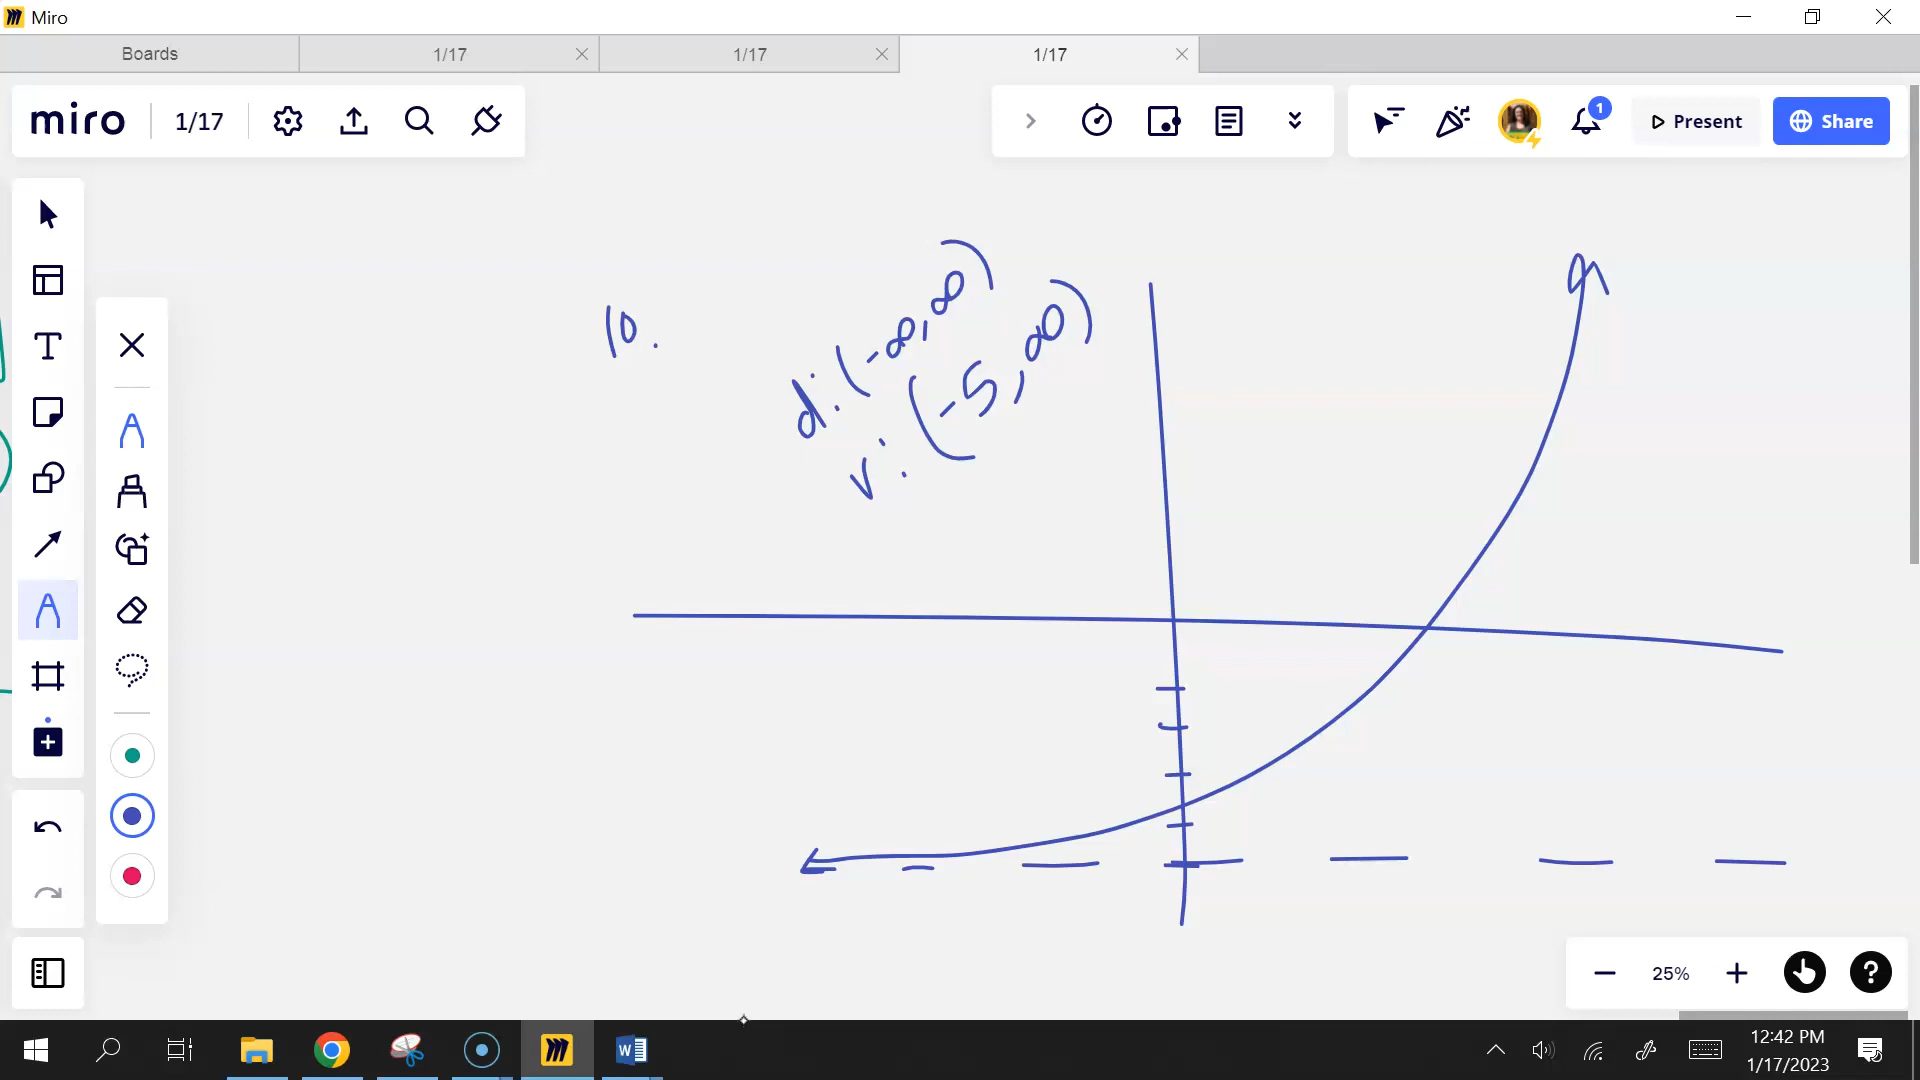 Miro
Boards
1/17
1/17
1/17
miro
1/17
1
Present
Share
10.
d: (-∞, ∞)
r: (-5, ∞)
25%
12:42 PM
1/17/2023